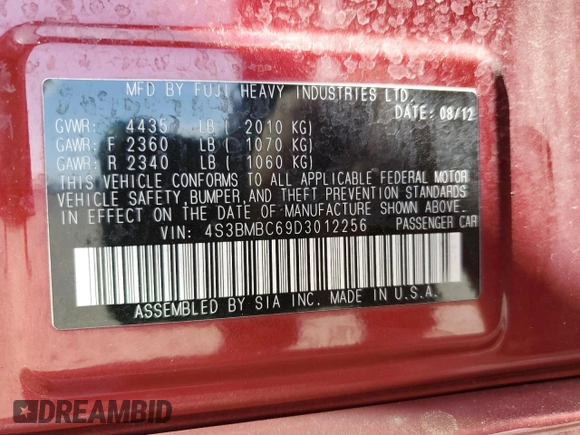 MFD BY FUJI HEAVY INDUSTRIES LTD.
DATE: 08/12
GVWR: 4435 LB ( 2010 KG)
GAWR: F 2360 LB ( 1070 KG)
GAWR: R 2340 LB ( 1060 KG)
THIS VEHICLE CONFORMS TO ALL APPLICABLE FEDERAL MOTOR
VEHICLE SAFETY, BUMPER, AND THEFT PREVENTION STANDARDS
IN EFFECT ON THE DATE OF MANUFACTURE SHOWN ABOVE.
VIN: 4S3BMBC69D3012256 PASSENGER CAR
ASSEMBLED BY SIA INC. MADE IN U.S.A.
DREAMBID